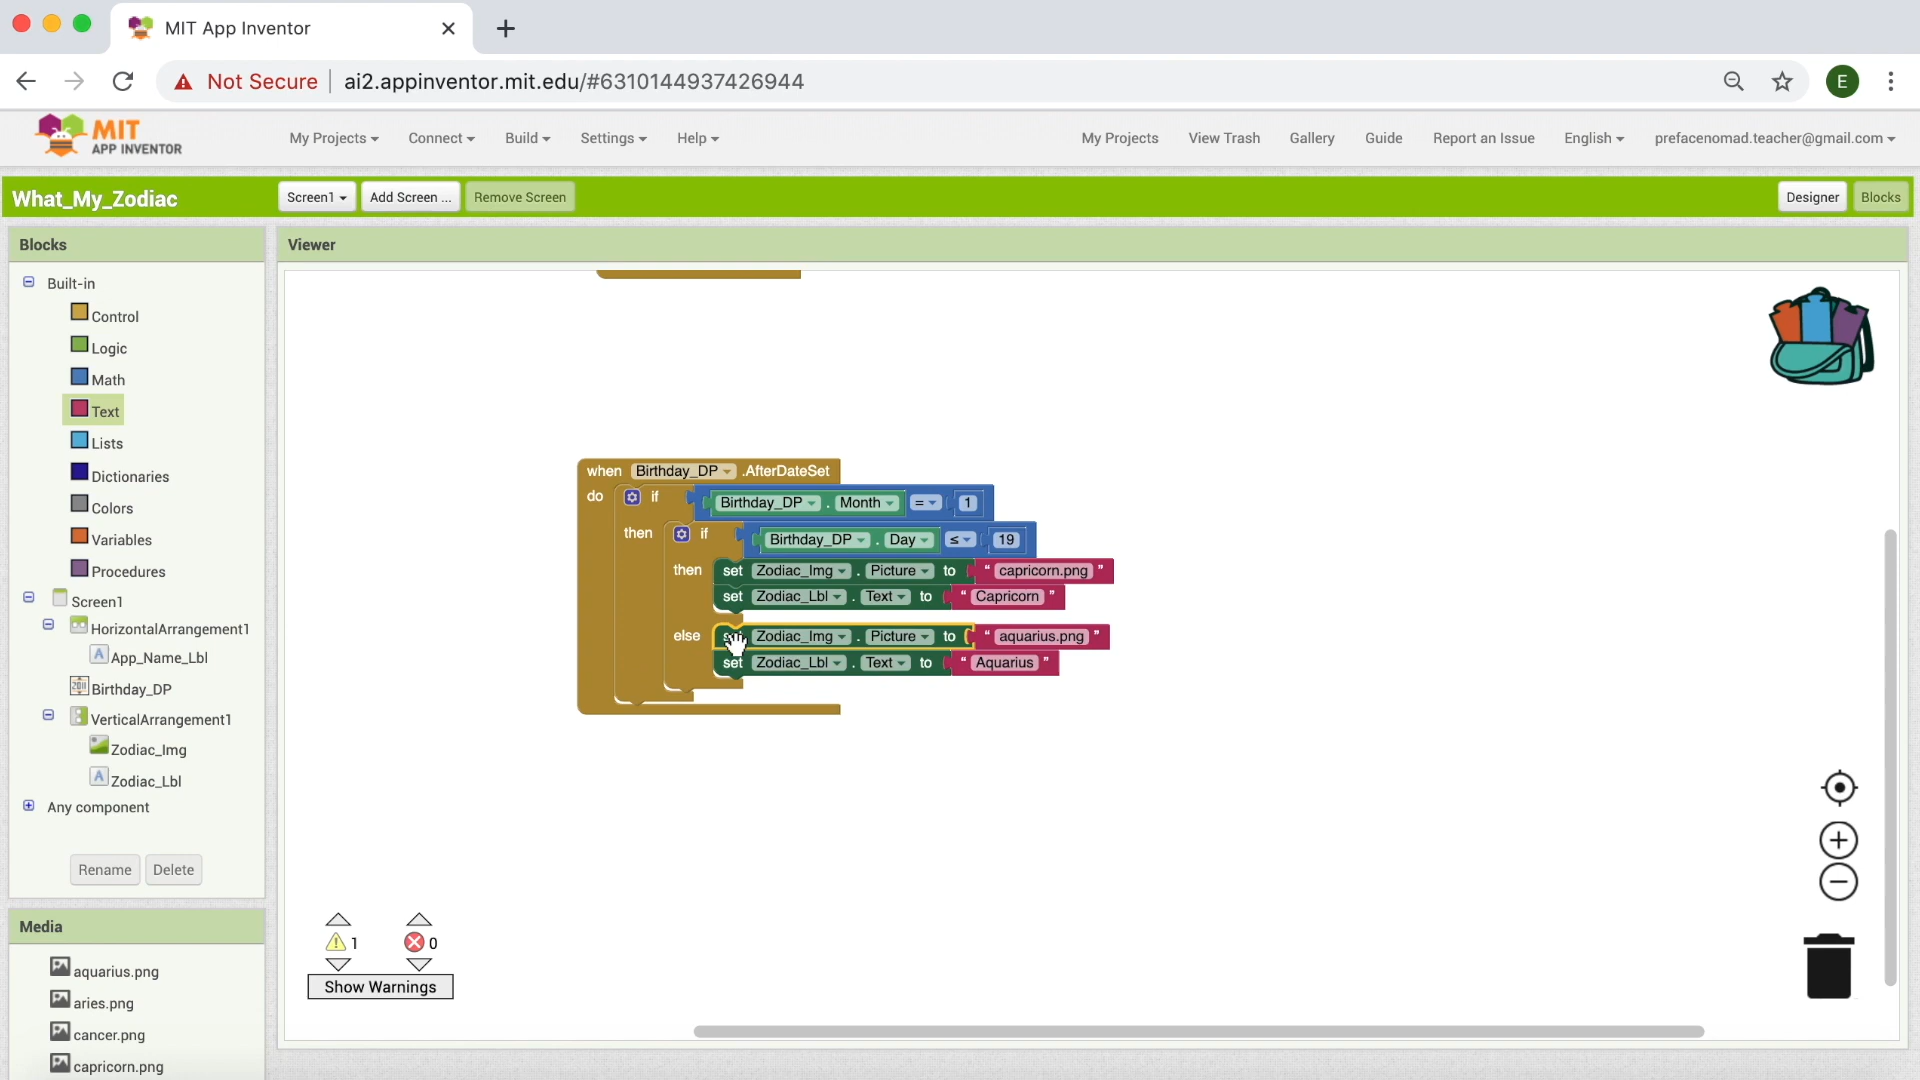 MIT App Inventor
Not Secure
ai2.appinventor.mit.edu/#6310144937426944
E
MIT
APP INVENTOR
My Projects
Connect
Build
Settings
Help
My Projects
View Trash
Gallery
Guide
Report an Issue
English
prefacenomad.teacher@gmail.com
What_My_Zodiac
Screen1
Add Screen ...
Remove Screen
Designer
Blocks
Blocks
Viewer
Built-in
Control
Logic
Math
Text
Lists
Dictionaries
Colors
Variables
Procedures
Screen1
HorizontalArrangement1
A App_Name_Lbl
Birthday_DP
VerticalArrangement1
Zodiac_Img
A Zodiac_Lbl
Any component
Rename
Delete
Media
aquarius.png
aries.png
cancer.png
capricorn.png
when Birthday_DP .AfterDateSet
do if Birthday_DP . Month = 1
then if Birthday_DP . Day ≤ 19
then set Zodiac_Img . Picture to “ capricorn.png ”
set Zodiac_Lbl . Text to “ Capricorn ”
else Zodiac_Img . Picture to “ aquarius.png ”
set Zodiac_Lbl . Text to “ Aquarius ”
1
0
Show Warnings